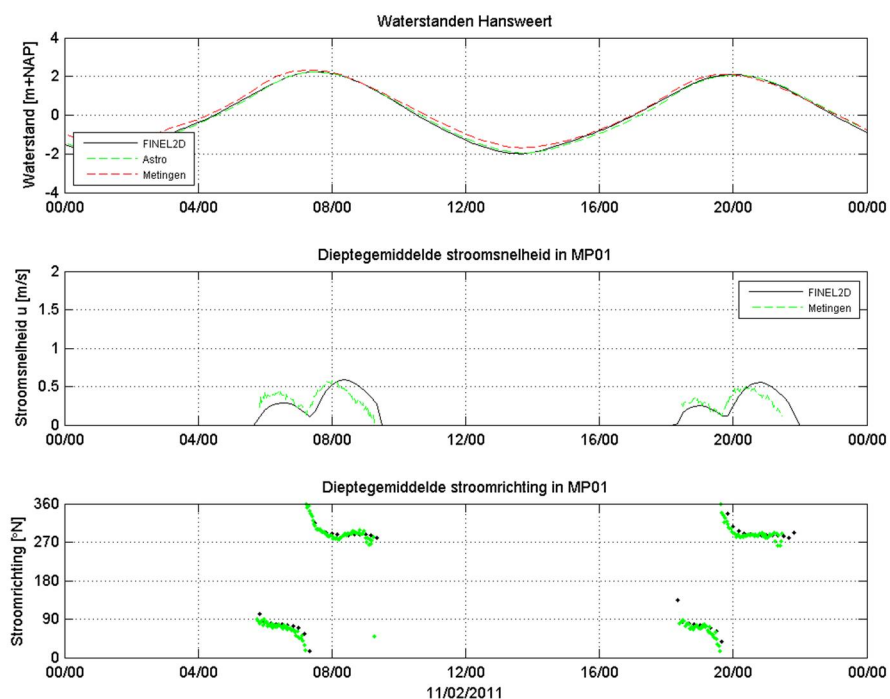 Waterstanden Hansweert
Waterstand [m+NAP]
4
2
0
-2
-4
FINEL2D
Astro
Metingen
00/00 04/00 08/00 12/00 16/00 20/00 00/00
Dieptegemiddelde stroomsnelheid in MP01
Stroomsnelheid u [m/s]
2
1.5
1
0.5
0
FINEL2D
Metingen
00/00 04/00 08/00 12/00 16/00 20/00 00/00
Dieptegemiddelde stroomrichting in MP01
Stroomrichting [°N]
360
270
180
90
0
00/00 04/00 08/00 12/00 16/00 20/00 00/00
11/02/2011